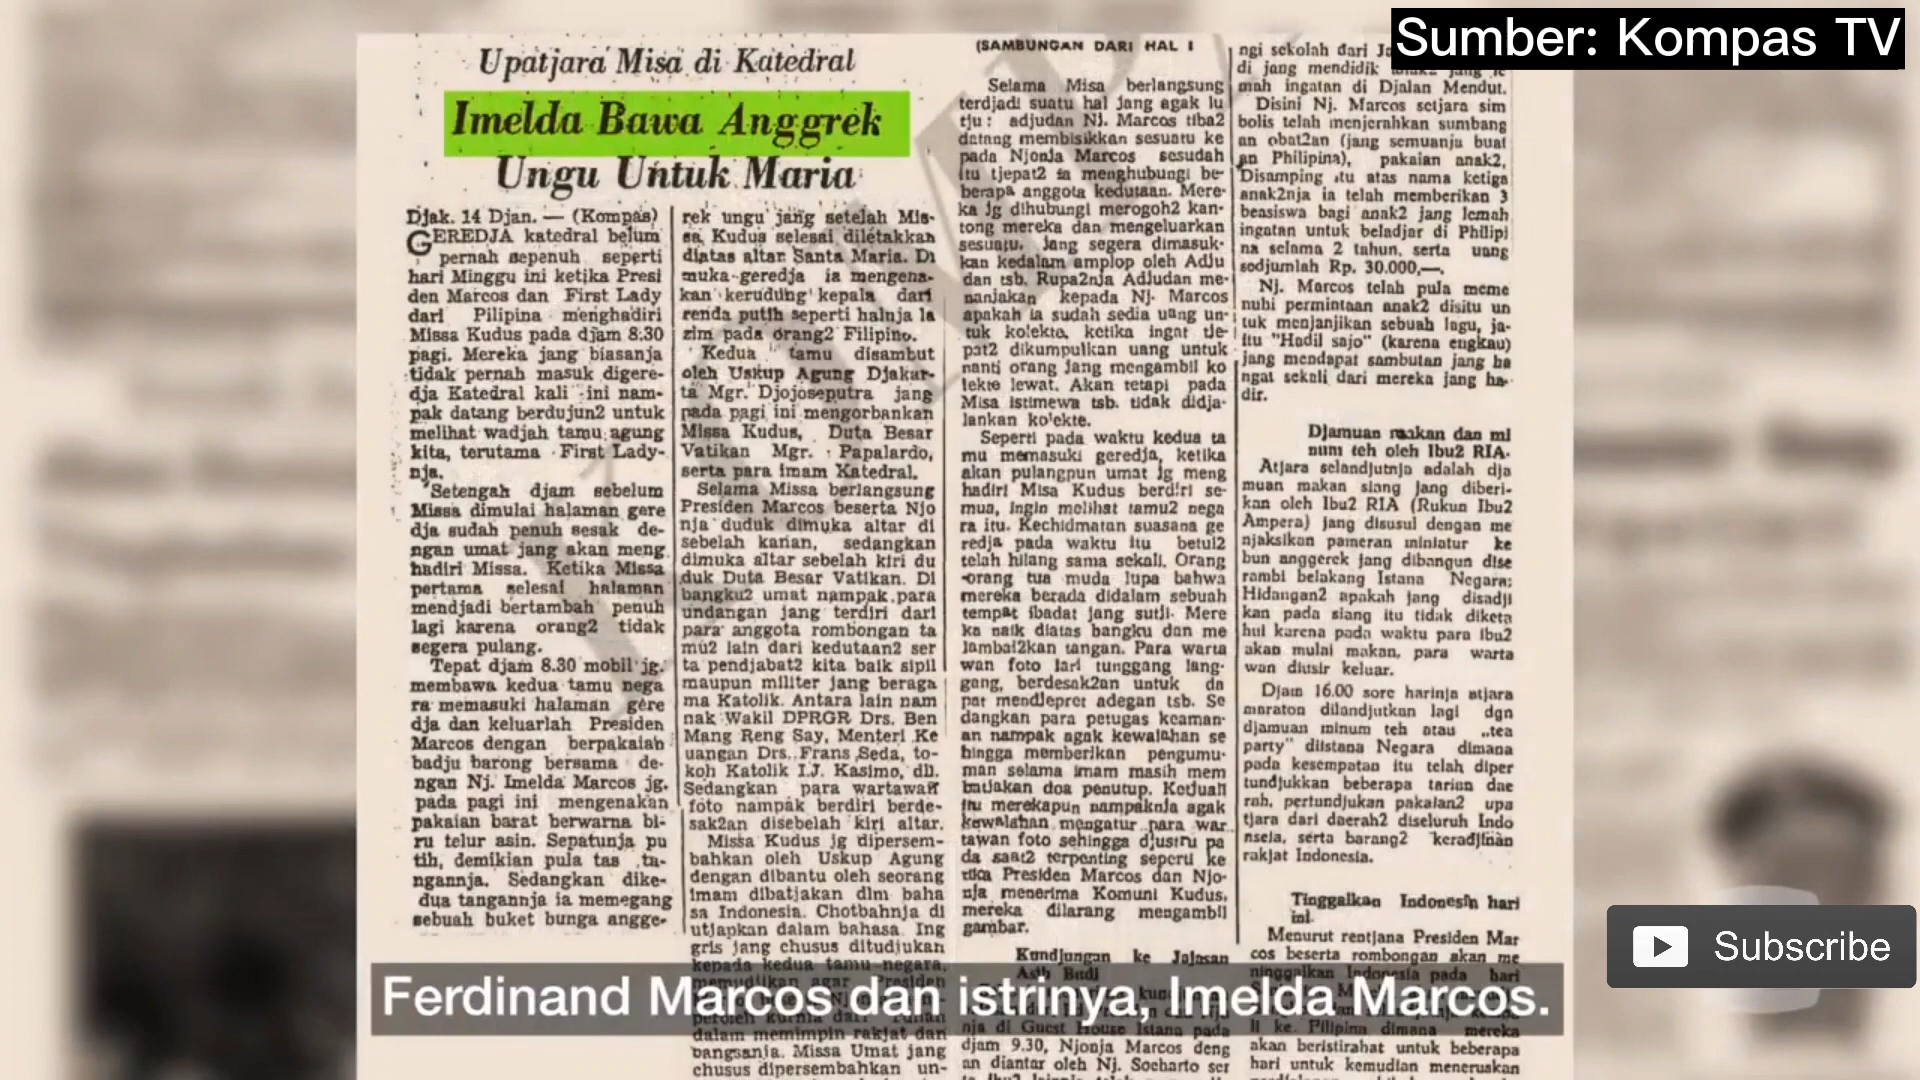 Sumber: Kompas TV
Upatjara Misa di Katedral
Imelda Bawa Anggrek
Ungu Untuk Maria
Djak. 14 Djan. — (Kompas)
GEREDJA katedral belum
pernah sepenuh seperti
hari Minggu ini ketika Presi
den Marcos dan First Lady
dari Pilipina menghadiri
Missa Kudus pada djam 8:30
pagi. Mereka jang biasanja
tidak pernah masuk digere-
dja Katedral kali ini nam-
pak datang berdujun2 untuk
melihat wadjah tamu agung
kita, terutama First Lady-
nja.
Setengah djam sebelum
Missa dimulai halaman gere
dja sudah penuh sesak de-
ngan umat jang akan meng
hadiri Missa. Ketika Missa
pertama selesai halaman
mendjadi bertambah penuh
lagi karena orang2 tidak
segera pulang.
Tepat djam 8.30 mobil jg.
membawa kedua tamu nega
ra memasuki halaman gere
dja dan keluarlah Presiden
Marcos dengan berpakaian
badju barong bersama de-
ngan Nj. Imelda Marcos jg.
pada pagi ini mengenakan
pakaian barat berwarna bi-
ru telur asin. Sepatunja pu
tih, demikian pula tas ta-
ngannja. Sedangkan dike-
dua tangannja ia memegang
sebuah buket bunga angge-
rek ungu jang setelah Mis-
sa Kudus selesai diletakkan
diatas altar Santa Maria. Di
muka geredja ia mengena-
kan kerudung kepala dari
renda putih seperti halnja la
zim pada orang2 Filipino.
Kedua tamu disambut
oleh Uskup Agung Djakar-
ta Mgr. Djojoseputra jang
pada pagi ini mengorbankan
Missa Kudus, Duta Besar
Vatikan Mgr. Papalardo,
serta para imam Katedral.
Selama Missa berlangsung
Presiden Marcos beserta Njo
nja duduk dimuka altar di
sebelah kanan, sedangkan
dimuka altar sebelah kiri du
duk Duta Besar Vatikan. Di
bangku2 umat nampak para
undangan jang terdiri dari
para anggota rombongan ta
mu2 lain dari kedutaan2 ser
ta pendjabat2 kita baik sipil
maupun militer jang beraga
ma Katolik. Antara lain nam
nak Wakil DPRGR Drs. Ben
Mang Reng Say, Menteri Ke
uangan Drs. Frans Seda, to-
koh Katolik I.J. Kasimo, dll.
Sedangkan para wartawan
foto nampak berdiri berde-
sak2an disebelah kiri altar.
Missa Kudus jg dipersem-
bahkan oleh Uskup Agung
dengan dibantu oleh seorang
imam dibatjakan dlm baha
sa Indonesia. Chotbahnja di
utjapkan dalam bahasa Ing
gris jang chusus ditudjukan
kepada kedua tamu negara,
memudjikan agar Presiden
dalam memimpin rakjat dan
bangsanja. Missa Umat jang
chusus dipersembahkan un-
(SAMBUNGAN DARI HAL I
Selama Misa berlangsung
terdjadi suatu hal jang agak lu
tju: adjudan Nj. Marcos tiba2
datang membisikkan sesuatu ke
pada Njonja Marcos sesudah
itu tjepat2 ia menghubungi be-
berapa anggota kedutaan. Mere-
ka jg dihubungi merogoh2 kan-
tong mereka dan mengeluarkan
sesuatu. Jang segera dimasuk-
kan kedalam amplop oleh Adju
dan tsb. Rupa2nja Adjudan me-
nanjakan kepada Nj. Marcos
apakah ia sudah sedia uang un-
tuk kolekte, ketika ingat tje-
pat2 dikumpulkan uang untuk
nanti orang jang mengambil ko
lekte lewat. Akan tetapi pada
Misa Istimewa tsb. tidak didja-
lankan kolekte.
Seperti pada waktu kedua ta
mu memasuki geredja, ketika
akan pulangpun umat jg meng
hadiri Misa Kudus berdiri se-
mua, ingin melihat tamu2 nega
ra itu. Kechidmatan suasana ge
redja pada waktu itu betul2
telah hilang sama sekali. Orang
-orang tua muda lupa bahwa
mereka berada didalam sebuah
tempat ibadat jang sutji. Mere
ka naik diatas bangku dan me
lambai2kan tangan. Para warta
wan foto lari tunggang lang-
gang, berdesak2an untuk da
pat mendjepret adegan tsb. Se
dangkan para petugas keaman-
an nampak agak kewalahan se
hingga memberikan pengumu-
man selama imam masih mem
batjakan doa penutup. Ketjuali
itu merekapun nampaknja agak
kewalahan mengatur para war
tawan foto sehingga djustru pa
da saat2 terpenting seperti ke
tika Presiden Marcos dan Njo-
nja menerima Komuni Kudus,
mereka dilarang mengambil
gambar.
Kundjungan ke Jajasan
Asih Budi
nja di Guest House Istana pada
djam 9.30, Njonja Marcos deng
an diantar oleh Nj. Soeharto ser
ngi sekolah dari
di jang mendidik
mah ingatan di Djalan Mendut.
Disini Nj. Marcos setjara sim
bolis telah menjerahkan sumbang
an obat2an (jang semuanja buat
an Philipina), pakaian anak2,
Disamping itu atas nama ketiga
anak2nja ia telah memberikan 3
beasiswa bagi anak2 jang lemah
ingatan untuk beladjar di Philipi
na selama 2 tahun, serta uang
sodjumlah Rp. 30.000,—.
Nj. Marcos telah pula meme
nuhi permintaan anak2 disitu un
tuk menjanjikan sebuah lagu, ja-
itu "Hadil sajo" (karena engkau)
jang mendapat sambutan jang ha
ngat sekali dari mereka jang ha-
dir.
Djamuan makan dan mi
num teh oleh Ibu2 RIA.
Atjara selandjutnja adalah dja
muan makan siang jang diberi-
kan oleh Ibu2 RIA (Rukun Ibu2
Ampera) jang disusul dengan me
njaksikan pameran miniatur ke
bun anggerek jang dibangun dise
rambi belakang Istana Negara;
Hidangan2 apakah jang disadji
kan pada siang itu tidak diketa
hui karena pada waktu para ibu2
akan mulai makan, para warta
wan diusir keluar.
Djam 16.00 sore harinja atjara
maraton dilandjutkan lagi dgn
djamuan minum teh atau „tea
party" diistana Negara dimana
pada kesempatan itu telah diper
tundjukkan beberapa tarian dae
rah, pertundjukan pakaian2 upa
tjara dari daerah2 diseluruh Indo
nsela, serta barang2 keradjinan
rakjat Indonesia.
Tinggalkan Indonesia hari
ini.
Menurut rentjana Presiden Mar
cos beserta rombongan akan me
ninggalkan Indonesia pada hari
li ke. Pilipina dimana mereka
akan beristirahat untuk beberapa
hari untuk kemudian meneruskan
Subscribe
Ferdinand Marcos dan istrinya, Imelda Marcos.